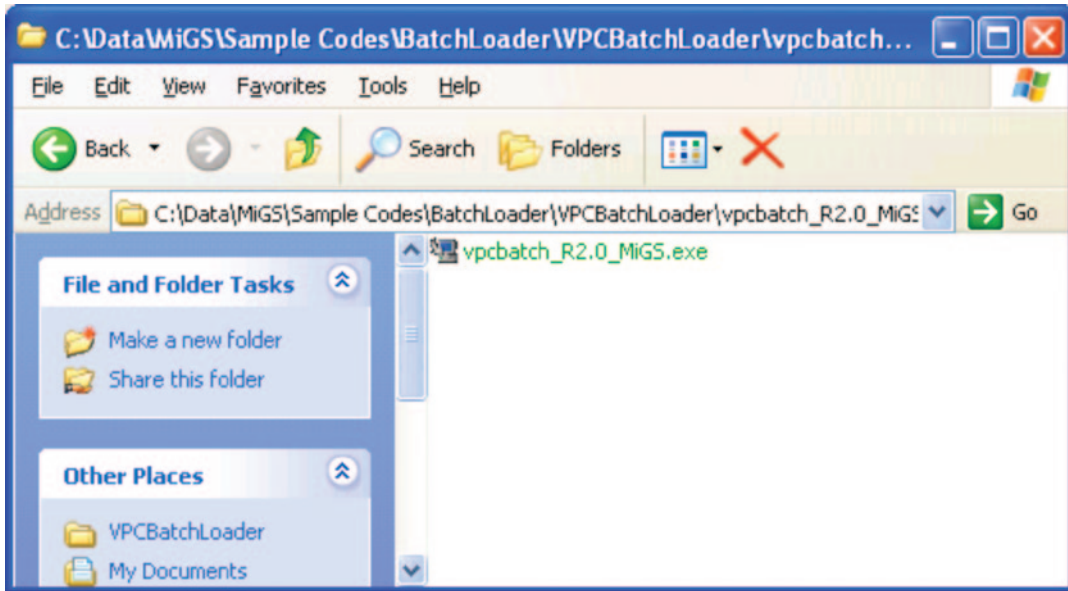 C:\Data\MiGS\Sample Codes\BatchLoader\VPCBatchLoader\vpcbatch...
File Edit View Favorites Tools Help
Back Search Folders
Address C:\Data\MiGS\Sample Codes\BatchLoader\VPCBatchLoader\vpcbatch_R2.0_MiGS Go
vpcbatch_R2.0_MiGS.exe
File and Folder Tasks
Make a new folder
Share this folder
Other Places
VPCBatchLoader
My Documents